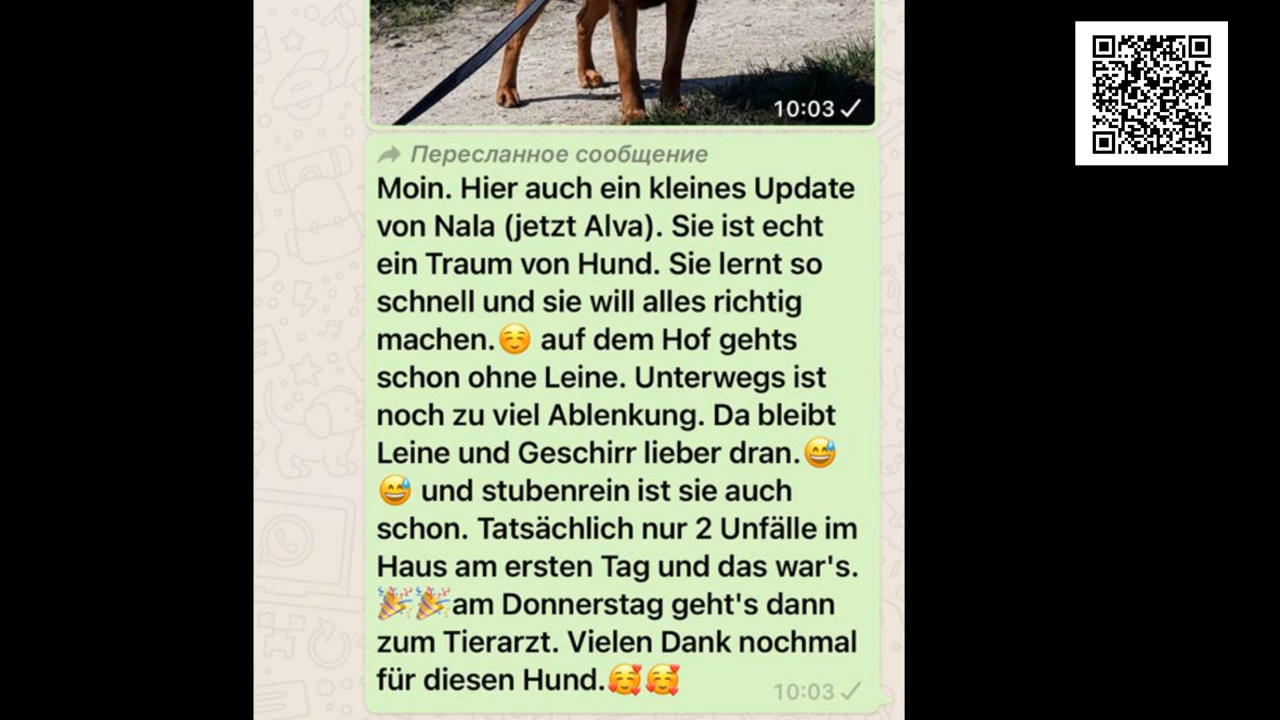 10:03
Пересланное сообщение
Moin. Hier auch ein kleines Update
von Nala (jetzt Alva). Sie ist echt
ein Traum von Hund. Sie lernt so
schnell und sie will alles richtig
machen.☺️ auf dem Hof gehts
schon ohne Leine. Unterwegs ist
noch zu viel Ablenkung. Da bleibt
Leine und Geschirr lieber dran.😅
😅 und stubenrein ist sie auch
schon. Tatsächlich nur 2 Unfälle im
Haus am ersten Tag und das war's.
🎉🎉am Donnerstag geht's dann
zum Tierarzt. Vielen Dank nochmal
für diesen Hund.🥰🥰
10:03